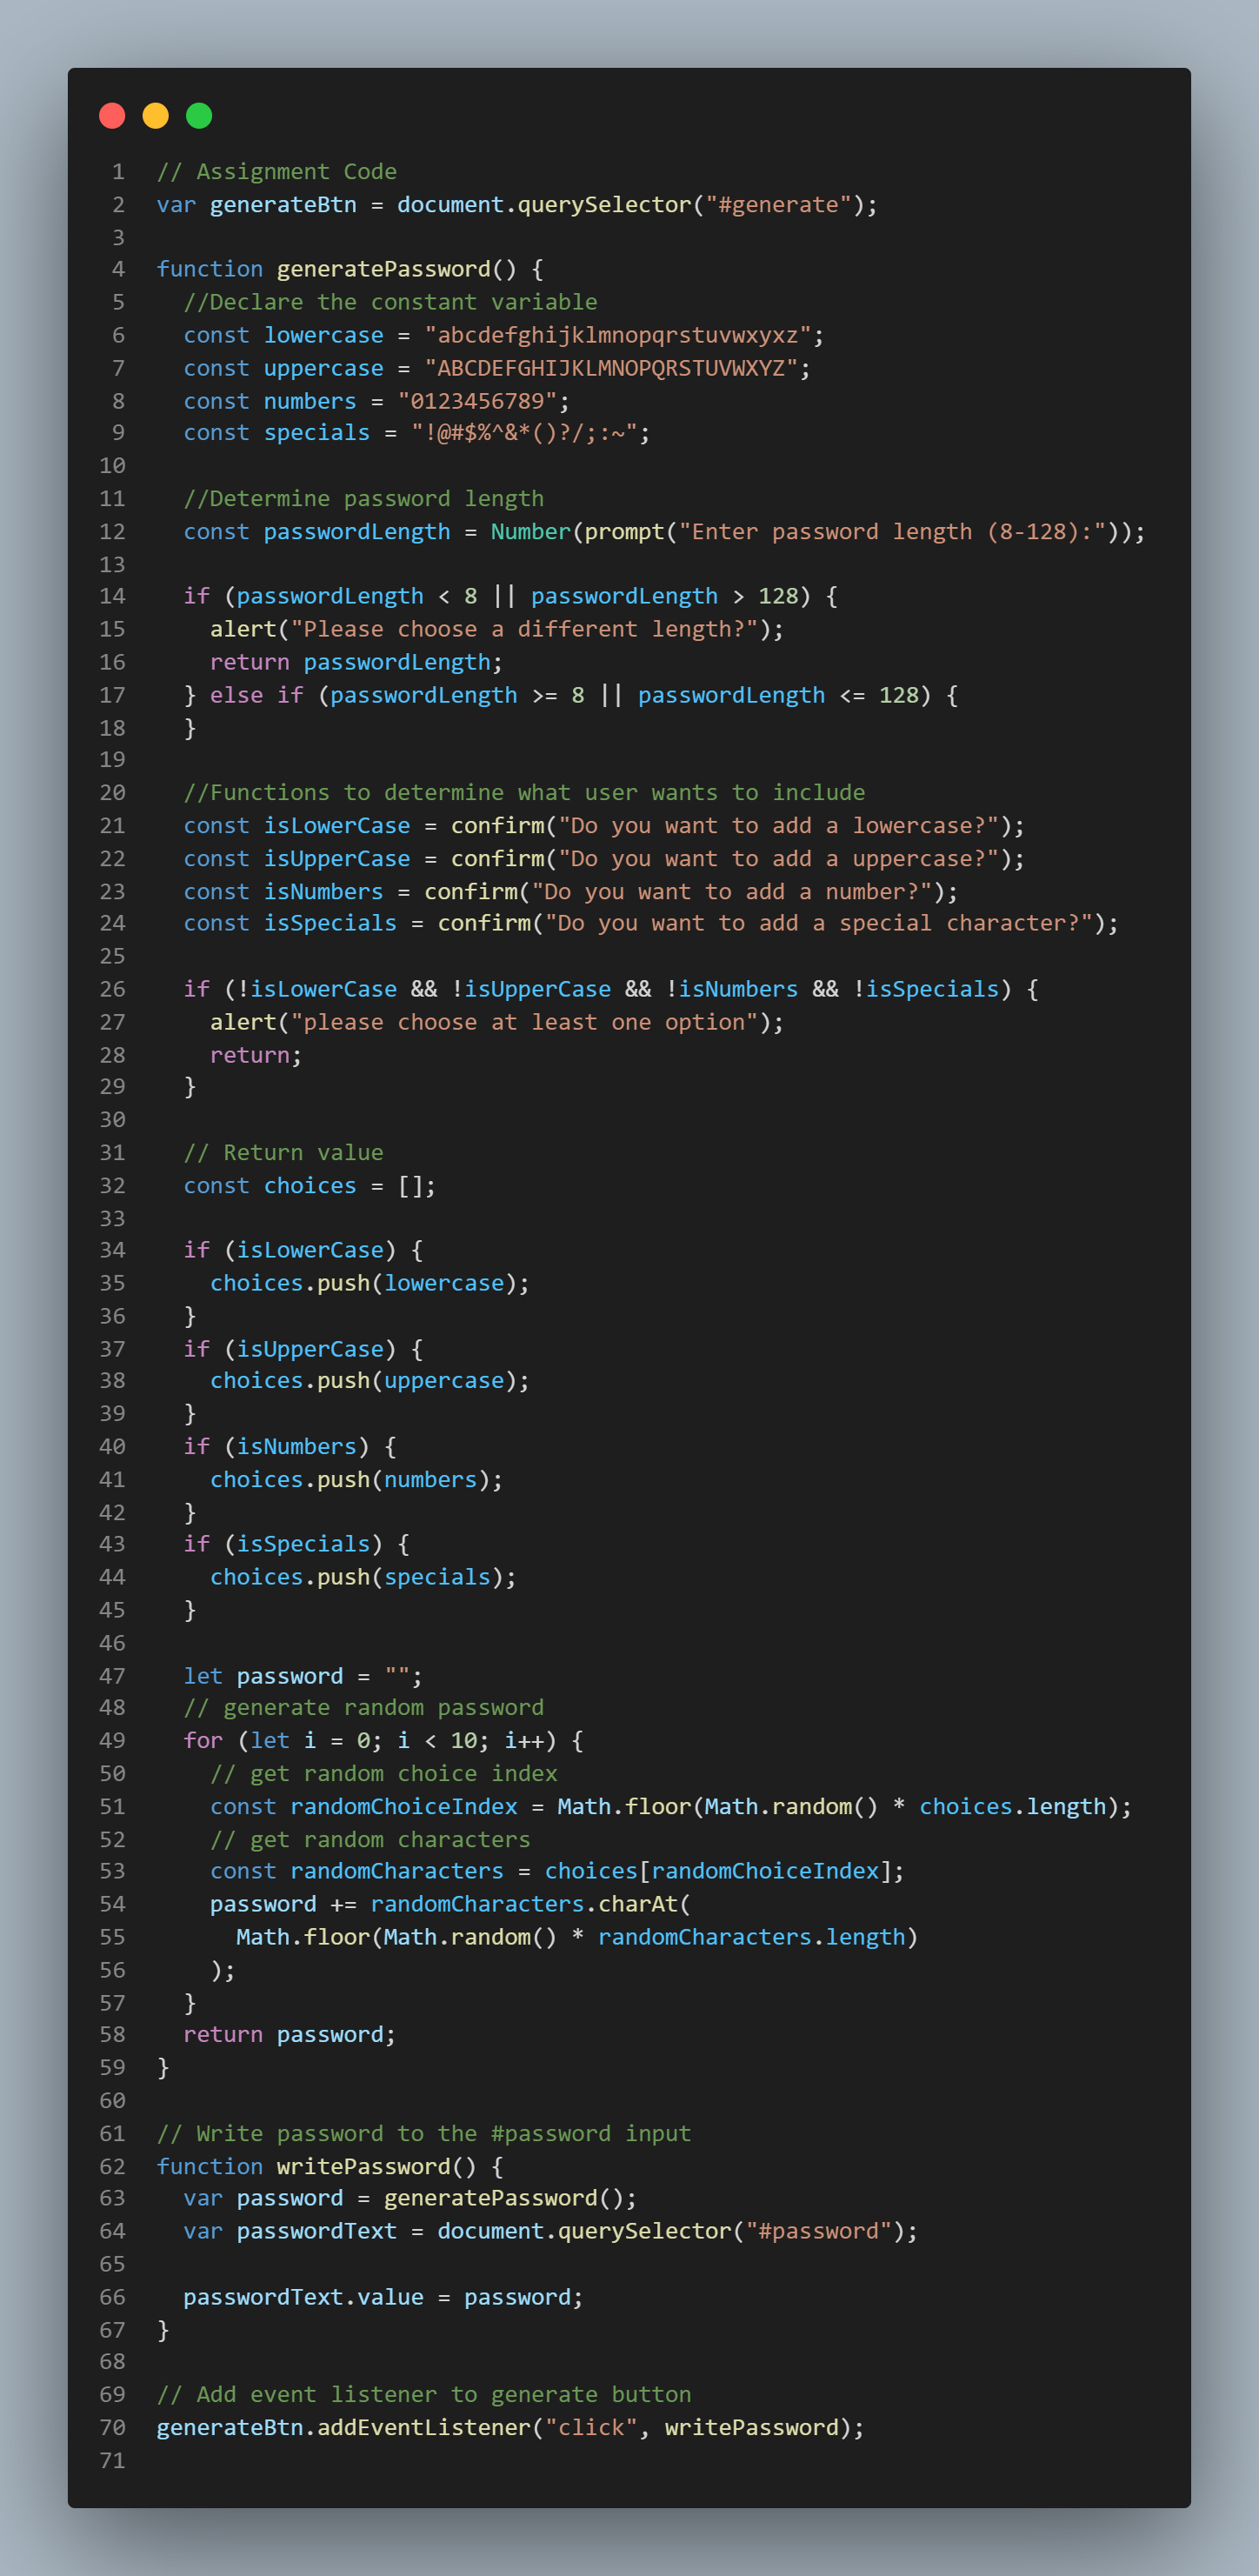 1 // Assignment Code
2 var generateBtn = document.querySelector("#generate");
3
4 function generatePassword() {
5   //Declare the constant variable
6   const lowercase = "abcdefghijklmnopqrstuvwxyxz";
7   const uppercase = "ABCDEFGHIJKLMNOPQRSTUVWXYZ";
8   const numbers = "0123456789";
9   const specials = "!@#$%^&*()?/;:~";
10
11   //Determine password length
12   const passwordLength = Number(prompt("Enter password length (8-128):"));
13
14   if (passwordLength < 8 || passwordLength > 128) {
15     alert("Please choose a different length?");
16     return passwordLength;
17   } else if (passwordLength >= 8 || passwordLength <= 128) {
18   }
19
20   //Functions to determine what user wants to include
21   const isLowerCase = confirm("Do you want to add a lowercase?");
22   const isUpperCase = confirm("Do you want to add a uppercase?");
23   const isNumbers = confirm("Do you want to add a number?");
24   const isSpecials = confirm("Do you want to add a special character?");
25
26   if (!isLowerCase && !isUpperCase && !isNumbers && !isSpecials) {
27     alert("please choose at least one option");
28     return;
29   }
30
31   // Return value
32   const choices = [];
33
34   if (isLowerCase) {
35     choices.push(lowercase);
36   }
37   if (isUpperCase) {
38     choices.push(uppercase);
39   }
40   if (isNumbers) {
41     choices.push(numbers);
42   }
43   if (isSpecials) {
44     choices.push(specials);
45   }
46
47   let password = "";
48   // generate random password
49   for (let i = 0; i < 10; i++) {
50     // get random choice index
51     const randomChoiceIndex = Math.floor(Math.random() * choices.length);
52     // get random characters
53     const randomCharacters = choices[randomChoiceIndex];
54     password += randomCharacters.charAt(
55       Math.floor(Math.random() * randomCharacters.length)
56     );
57   }
58   return password;
59 }
60
61 // Write password to the #password input
62 function writePassword() {
63   var password = generatePassword();
64   var passwordText = document.querySelector("#password");
65
66   passwordText.value = password;
67 }
68
69 // Add event listener to generate button
70 generateBtn.addEventListener("click", writePassword);
71